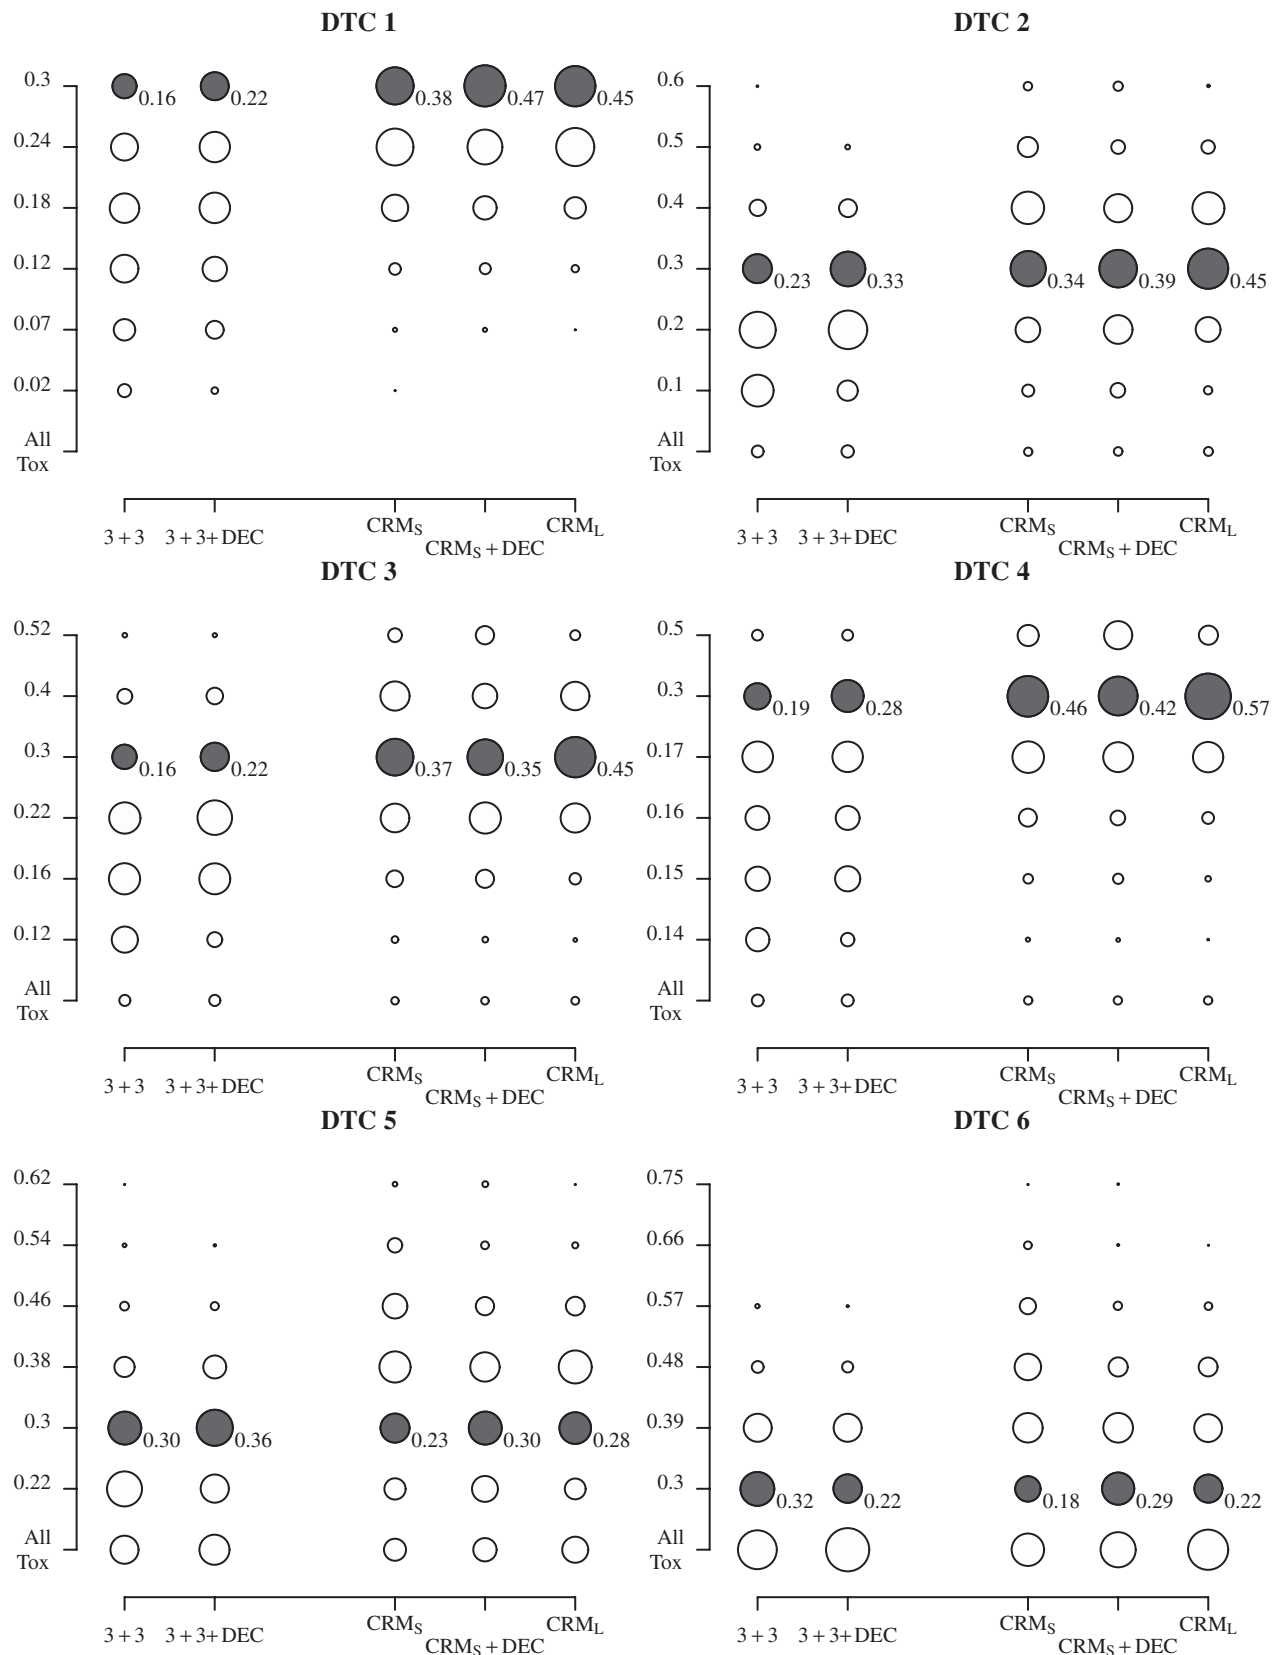 DTC 1
0.3
0.16
0.22
0.38
0.47
0.45
0.24
0.18
0.12
0.07
0.02
All
Tox
3+3
3+3+DEC
CRMS
CRMS+DEC
CRML
DTC 2
0.6
0.5
0.4
0.3
0.23
0.33
0.34
0.39
0.45
0.2
0.1
All
Tox
3+3
3+3+DEC
CRMS
CRMS+DEC
CRML
DTC 3
0.52
0.4
0.3
0.16
0.22
0.37
0.35
0.45
0.22
0.16
0.12
All
Tox
3+3
3+3+DEC
CRMS
CRMS+DEC
CRML
DTC 4
0.5
0.3
0.19
0.28
0.46
0.42
0.57
0.17
0.16
0.15
0.14
All
Tox
3+3
3+3+DEC
CRMS
CRMS+DEC
CRML
DTC 5
0.62
0.54
0.46
0.38
0.3
0.30
0.36
0.23
0.30
0.28
0.22
All
Tox
3+3
3+3+DEC
CRMS
CRMS+DEC
CRML
DTC 6
0.75
0.66
0.57
0.48
0.39
0.3
0.32
0.22
0.18
0.29
0.22
All
Tox
3+3
3+3+DEC
CRMS
CRMS+DEC
CRML